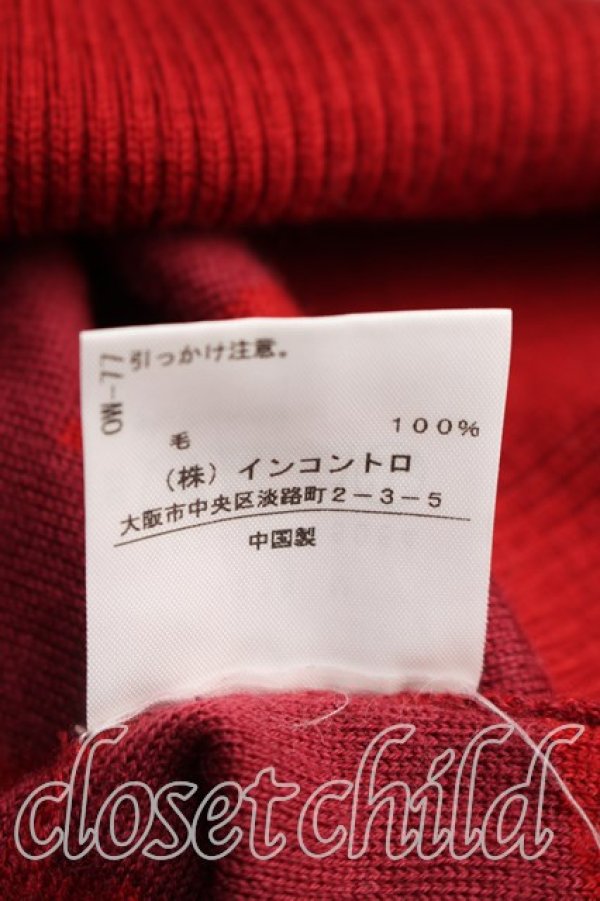 引っかけ注意。
OM-77
毛 100%
(株) インコントロ
大阪市中央区淡路町2-3-5
中国製
closet child